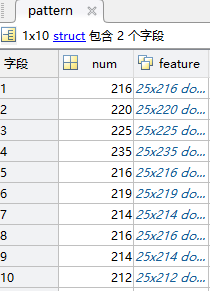 pattern
1x10 struct 包含 2 个字段
字段 num feature
1 216 25x216 do...
2 220 25x220 do...
3 225 25x225 do...
4 235 25x235 do...
5 216 25x216 do...
6 219 25x219 do...
7 214 25x214 do...
8 216 25x216 do...
9 214 25x214 do...
10 212 25x212 do...